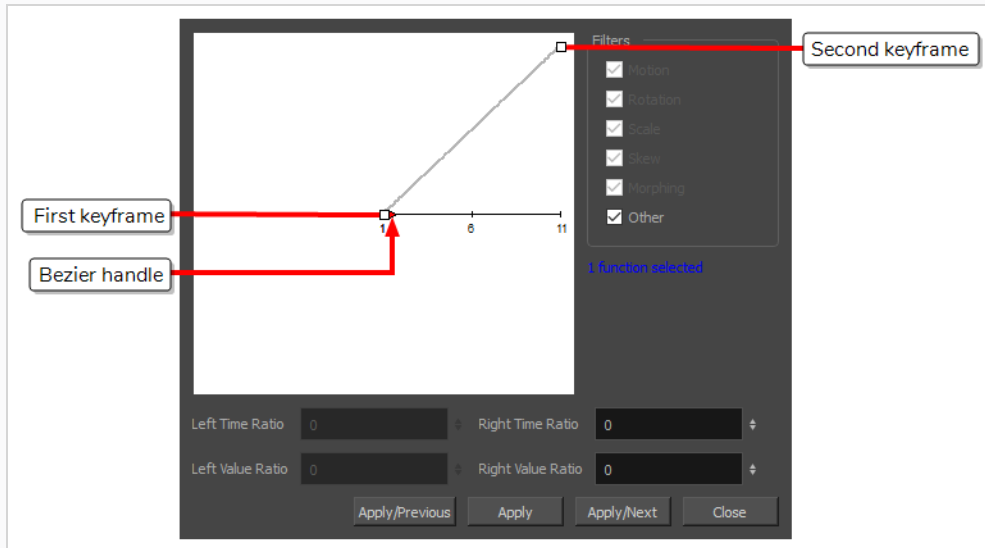 Filters
Second keyframe
Motion
Rotation
Scale
Skew
Morphing
Other
First keyframe
1 6 11
Bezier handle
1 function selected
Left Time Ratio 0 Right Time Ratio 0
Left Value Ratio 0 Right Value Ratio 0
Apply/Previous Apply Apply/Next Close